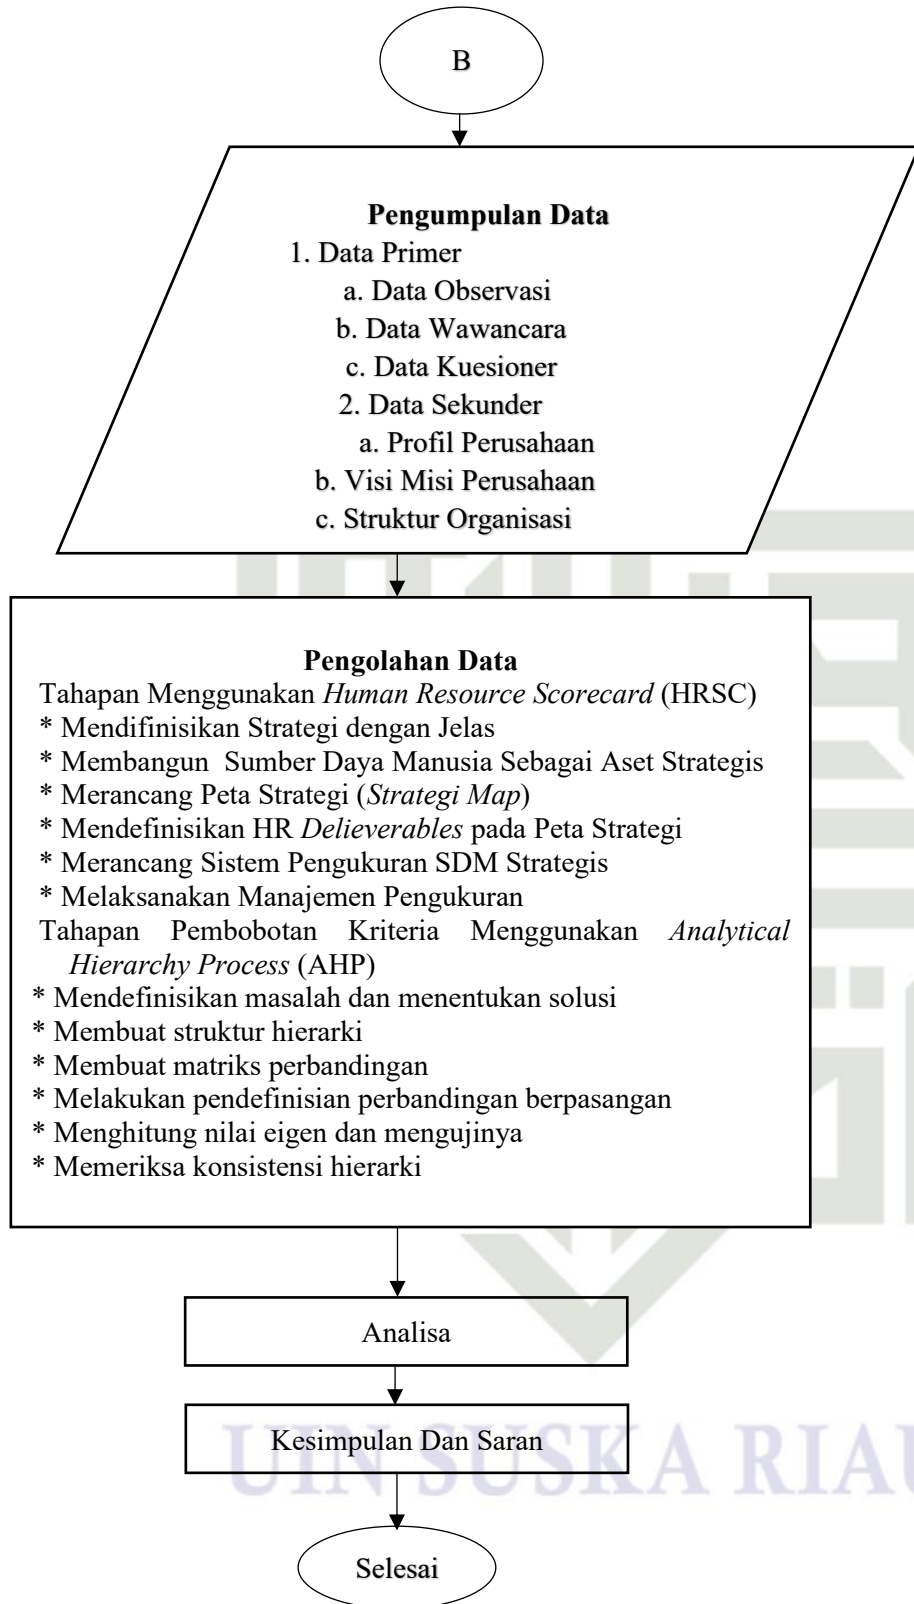 B
Pengumpulan Data
1. Data Primer
a. Data Observasi
b. Data Wawancara
c. Data Kuesioner
2. Data Sekunder
a. Profil Perusahaan
b. Visi Misi Perusahaan
c. Struktur Organisasi
Pengolahan Data
Tahapan Menggunakan Human Resource Scorecard (HRSC)
* Mendifinisikan Strategi dengan Jelas
* Membangun Sumber Daya Manusia Sebagai Aset Strategis
* Merancang Peta Strategi (Strategi Map)
* Mendefinisikan HR Delieverables pada Peta Strategi
* Merancang Sistem Pengukuran SDM Strategis
* Melaksanakan Manajemen Pengukuran
Tahapan Pembobotan Kriteria Menggunakan Analytical
Hierarchy Process (AHP)
* Mendefinisikan masalah dan menentukan solusi
* Membuat struktur hierarki
* Membuat matriks perbandingan
* Melakukan pendefinisian perbandingan berpasangan
* Menghitung nilai eigen dan mengujinya
* Memeriksa konsistensi hierarki
Analisa
Kesimpulan Dan Saran
UIN SUSKA RIAU
Selesai